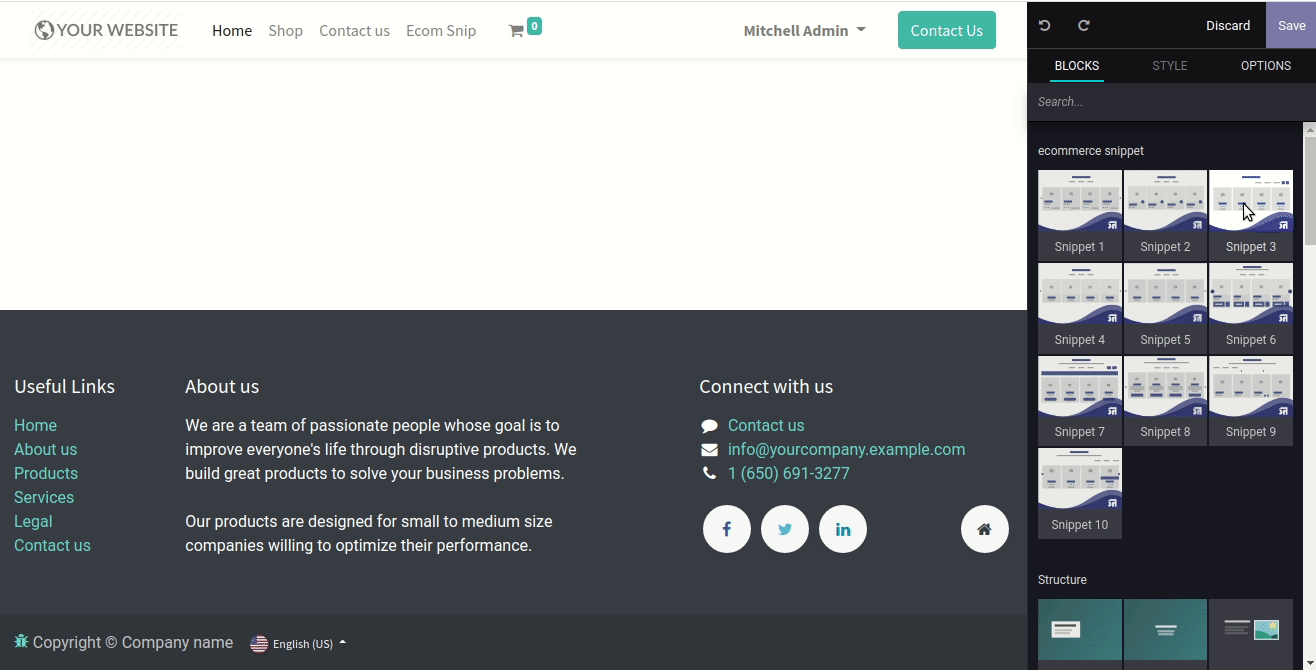 YOUR WEBSITE Home Shop Contact us Ecom Snip 0 Mitchell Admin Contact Us
Discard Save
BLOCKS STYLE OPTIONS
Search...
ecommerce snippet
Snippet 1 Snippet 2 Snippet 3
Snippet 4 Snippet 5 Snippet 6
Snippet 7 Snippet 8 Snippet 9
Snippet 10
Structure
Useful Links
Home
About us
Products
Services
Legal
Contact us
About us
We are a team of passionate people whose goal is to
improve everyone's life through disruptive products. We
build great products to solve your business problems.
Our products are designed for small to medium size
companies willing to optimize their performance.
Connect with us
Contact us
info@yourcompany.example.com
1 (650) 691-3277
Copyright © Company name English (US)